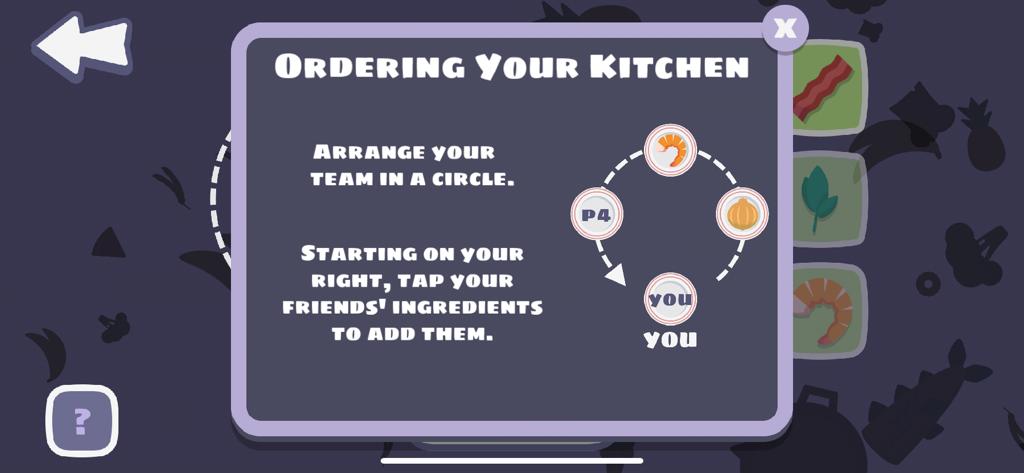 X
Ordering Your Kitchen
Arrange your
team in a circle.
Starting on your
right, tap your
friends' ingredients
to add them.
P4
you
you
?